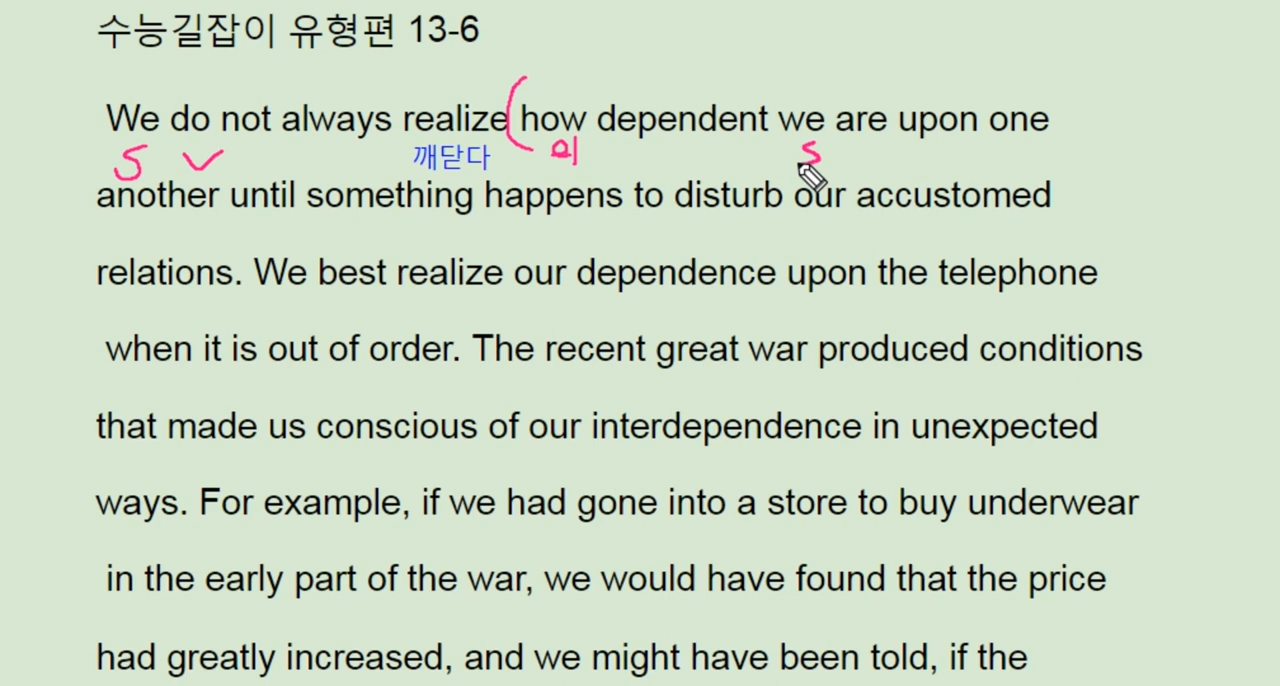 수능길잡이 유형편 13-6
We do not always realize how dependent we are upon one
S V 깨닫다 의 S
another until something happens to disturb our accustomed
relations. We best realize our dependence upon the telephone
when it is out of order. The recent great war produced conditions
that made us conscious of our interdependence in unexpected
ways. For example, if we had gone into a store to buy underwear
in the early part of the war, we would have found that the price
had greatly increased, and we might have been told, if the